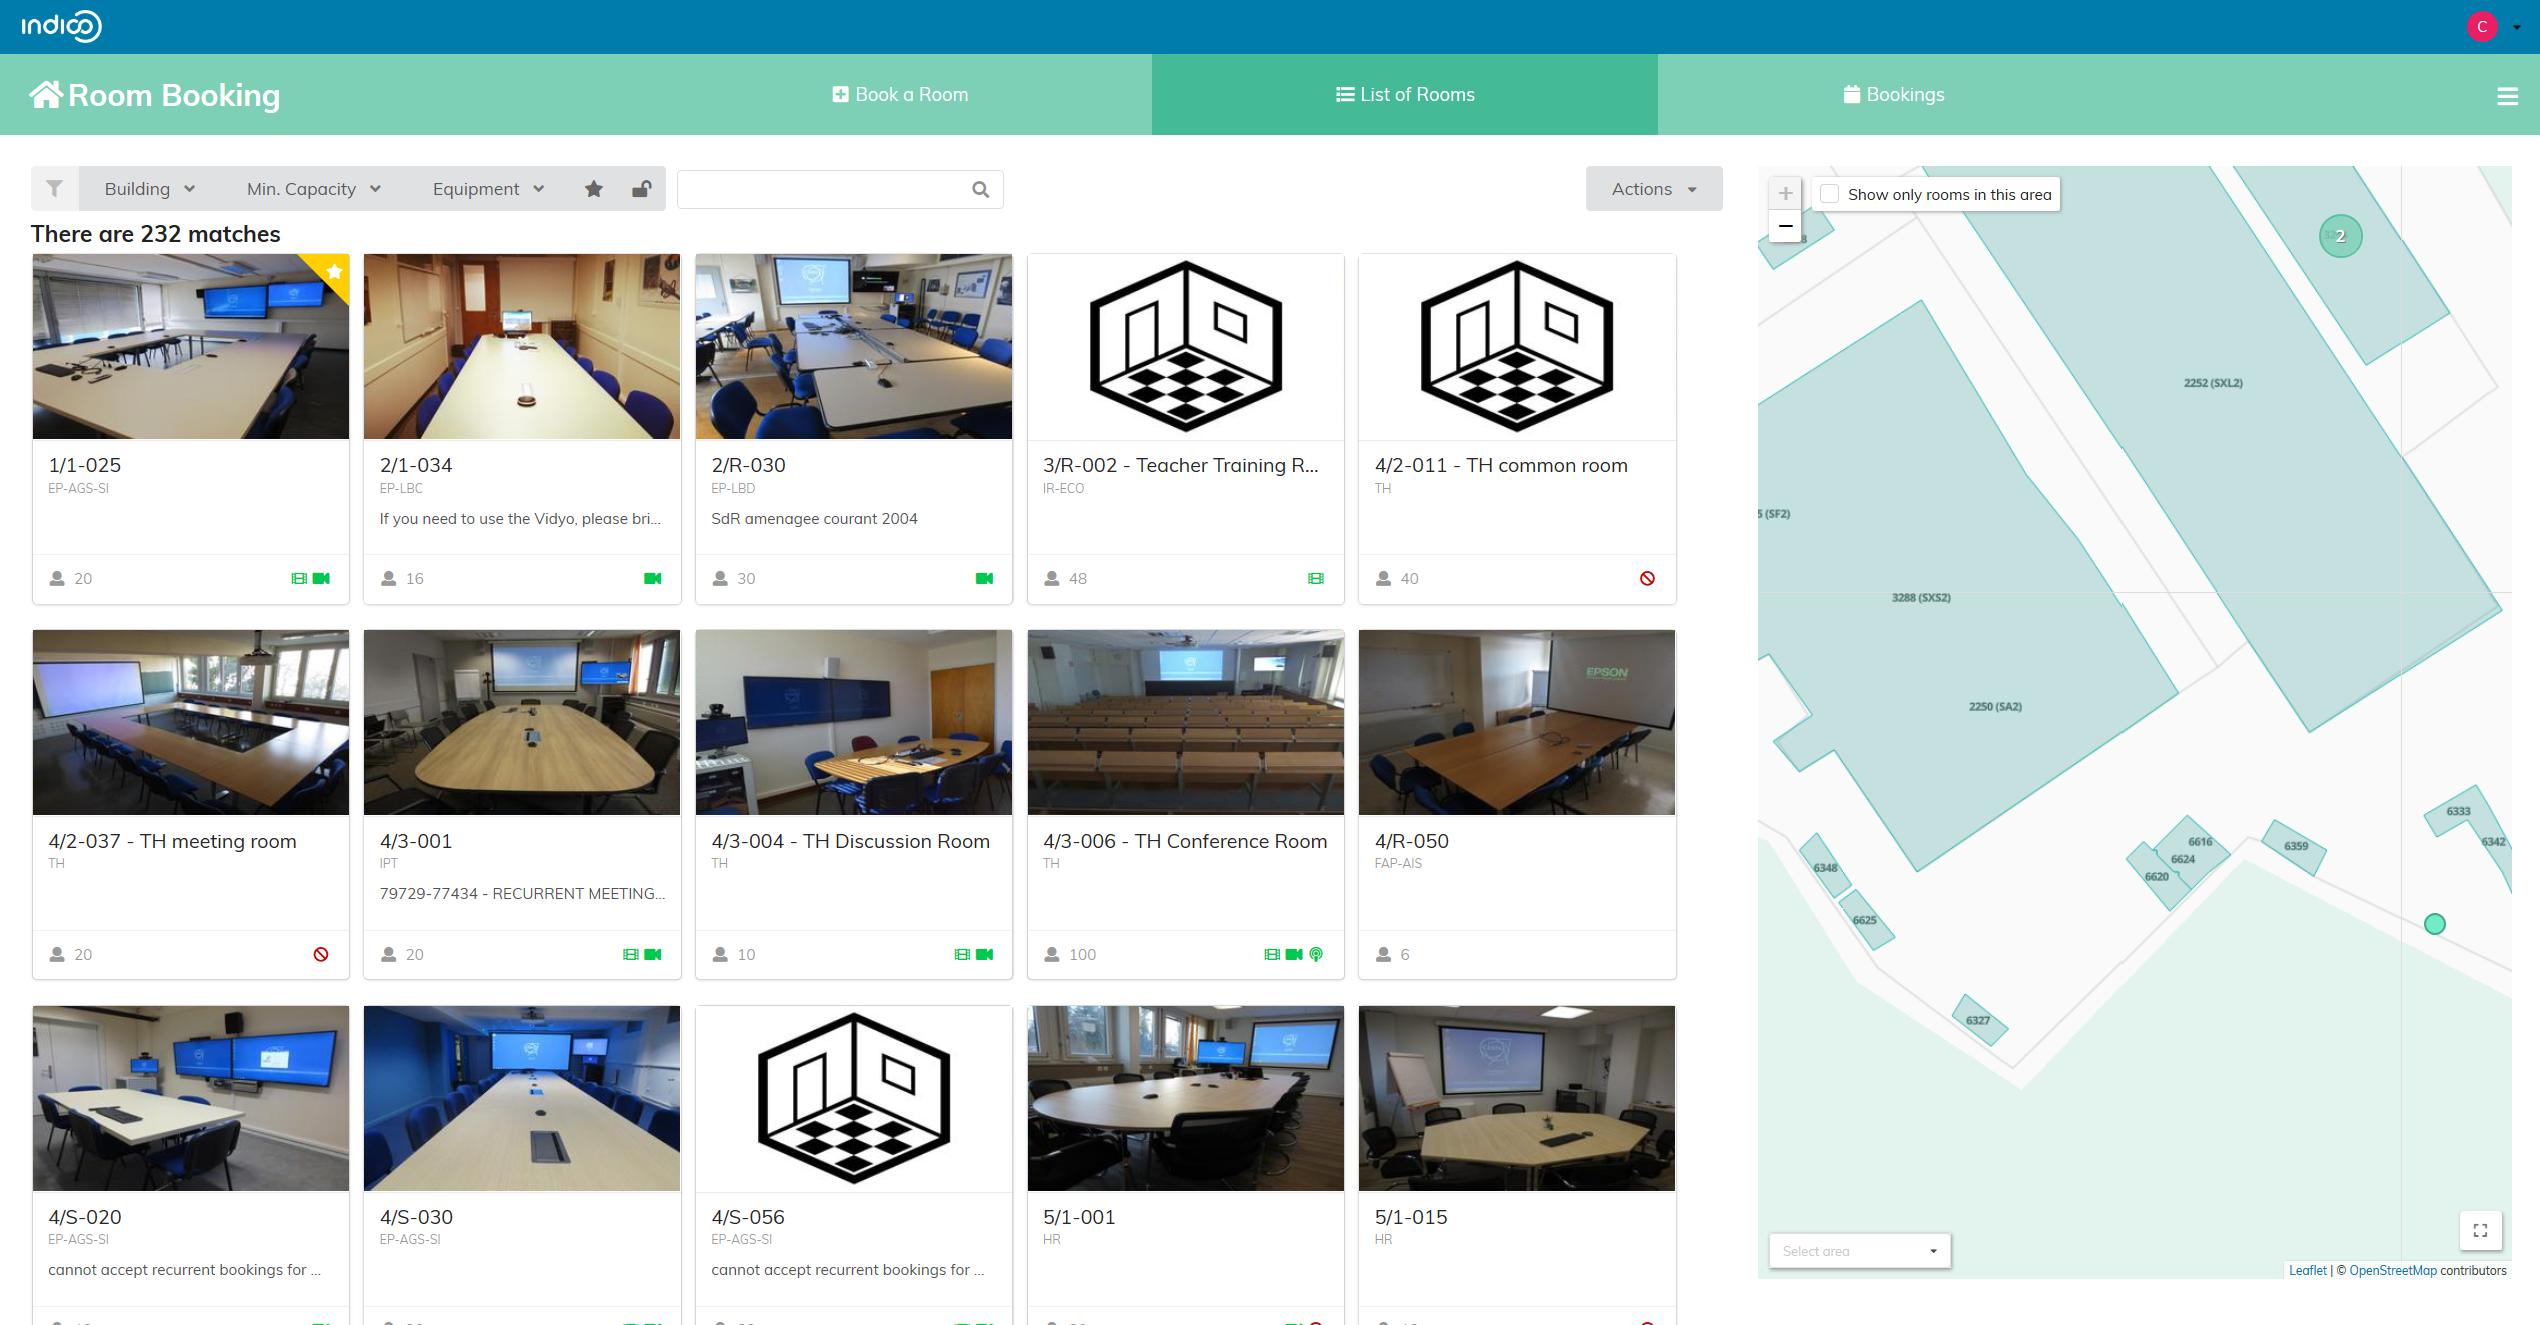 indico
C
Room Booking
Book a Room
List of Rooms
Bookings
Building
Min. Capacity
Equipment
Actions
There are 232 matches
1/1-025
EP-AGS-SI
20
2/1-034
EP-LBC
If you need to use the Vidyo, please bri...
16
2/R-030
EP-LBD
SdR amenagee courant 2004
30
3/R-002 - Teacher Training R...
IR-ECO
48
4/2-011 - TH common room
TH
40
4/2-037 - TH meeting room
TH
20
4/3-001
IPT
79729-77434 - RECURRENT MEETING...
20
4/3-004 - TH Discussion Room
TH
10
4/3-006 - TH Conference Room
TH
100
EPSON
4/R-050
FAP-AIS
6
4/S-020
EP-AGS-SI
cannot accept recurrent bookings for ...
4/S-030
EP-AGS-SI
4/S-056
EP-AGS-SI
cannot accept recurrent bookings for ...
5/1-001
HR
5/1-015
HR
+
Show only rooms in this area
−
2
2252 (SXL2)
5 (SF2)
3288 (SXS2)
2250 (SA2)
6333
6342
6616
6624
6620
6359
6348
6625
6327
Select area
Leaflet | © OpenStreetMap contributors